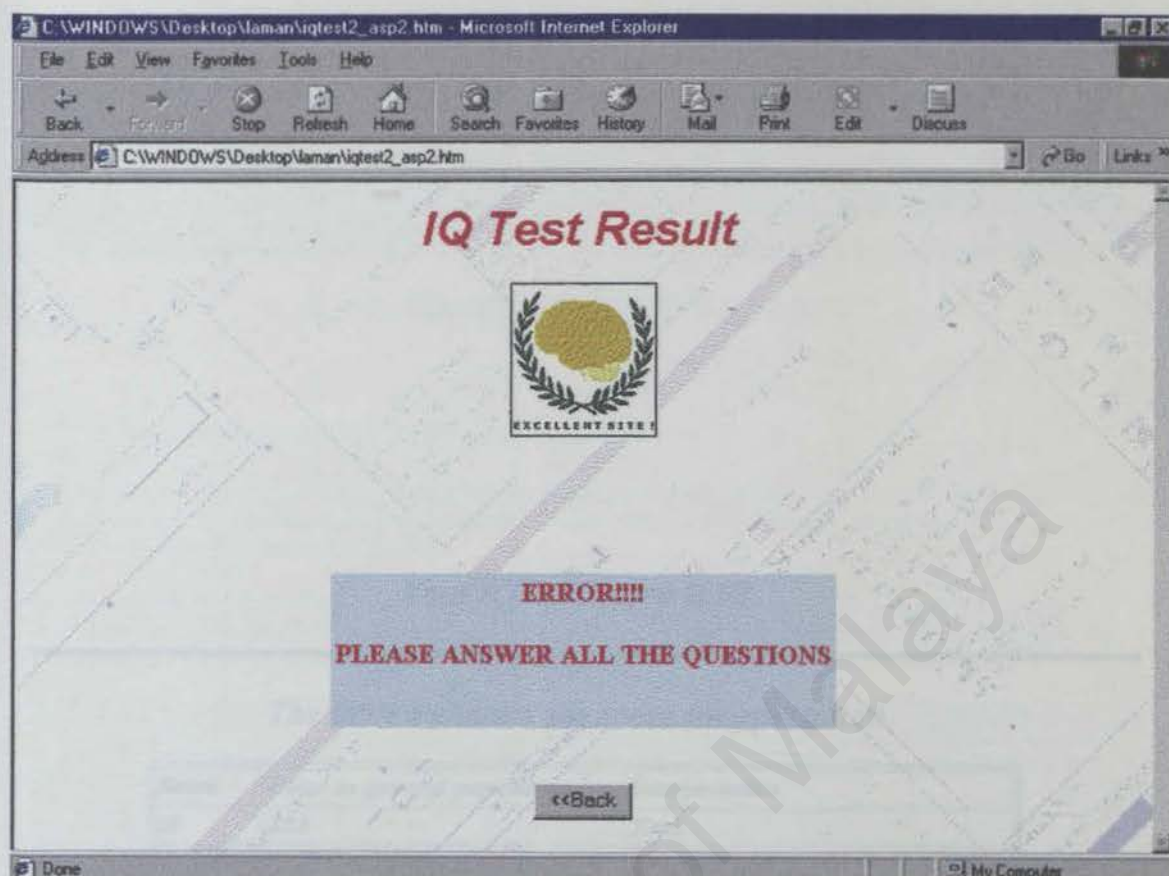 C:\WINDOWS\Desktop\laman\iqtest2_asp2.htm - Microsoft Internet Explorer
File Edit View Favorites Tools Help
Back Forward Stop Refresh Home Search Favorites History Mail Print Edit Discuss
Address C:\WINDOWS\Desktop\laman\iqtest2_asp2.htm Go Links »
IQ Test Result
EXCELLENT SITE !
ERROR!!!!
PLEASE ANSWER ALL THE QUESTIONS
<<Back
Done My Computer
of Malaya